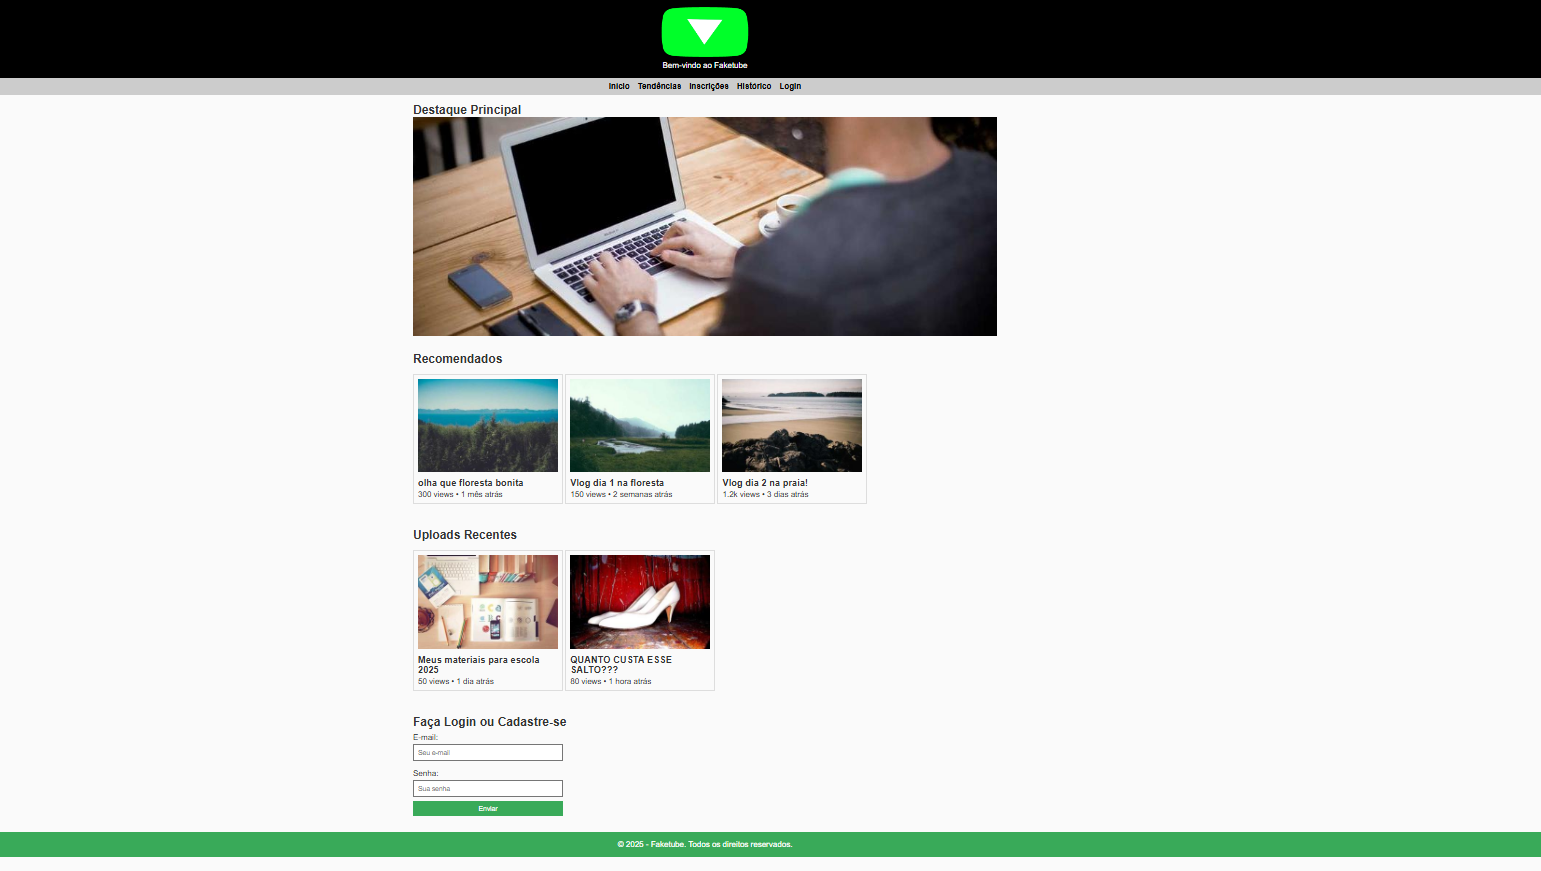 Bem-vindo ao Faketube
Início Tendências Inscrições Histórico Login
Destaque Principal
Recomendados
olha que floresta bonita
300 views • 1 mês atrás
Vlog dia 1 na floresta
150 views • 2 semanas atrás
Vlog dia 2 na praia!
1.2k views • 3 dias atrás
Uploads Recentes
Meus materiais para escola
2025
50 views • 1 dia atrás
QUANTO CUSTA ESSE
SALTO???
80 views • 1 hora atrás
Faça Login ou Cadastre-se
E-mail:
Seu e-mail
Senha:
Sua senha
Enviar
© 2025 - Faketube. Todos os direitos reservados.